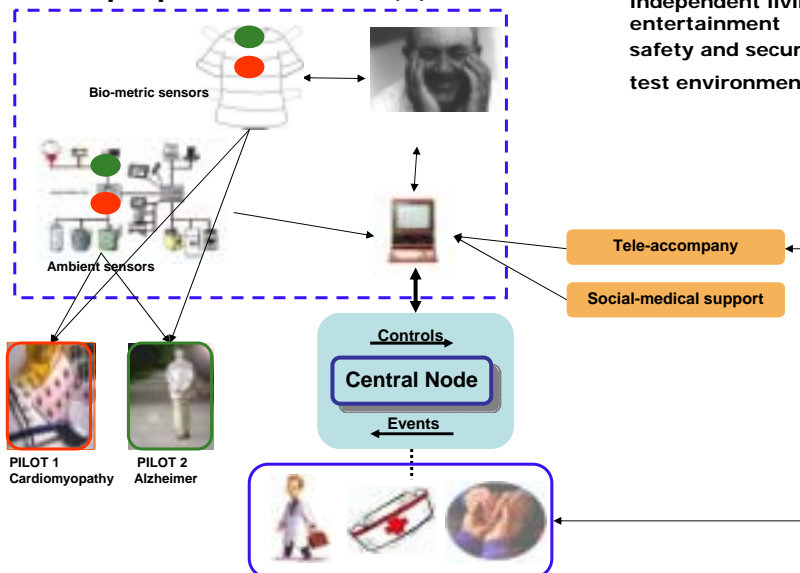 entertainment
safety and secur
test environmen
Bio-metric sensors
Ambient sensors
Tele-accompany
Social-medical support
Controls
Central Node
Events
PILOT 1
Cardiomyopathy
PILOT 2
Alzheimer